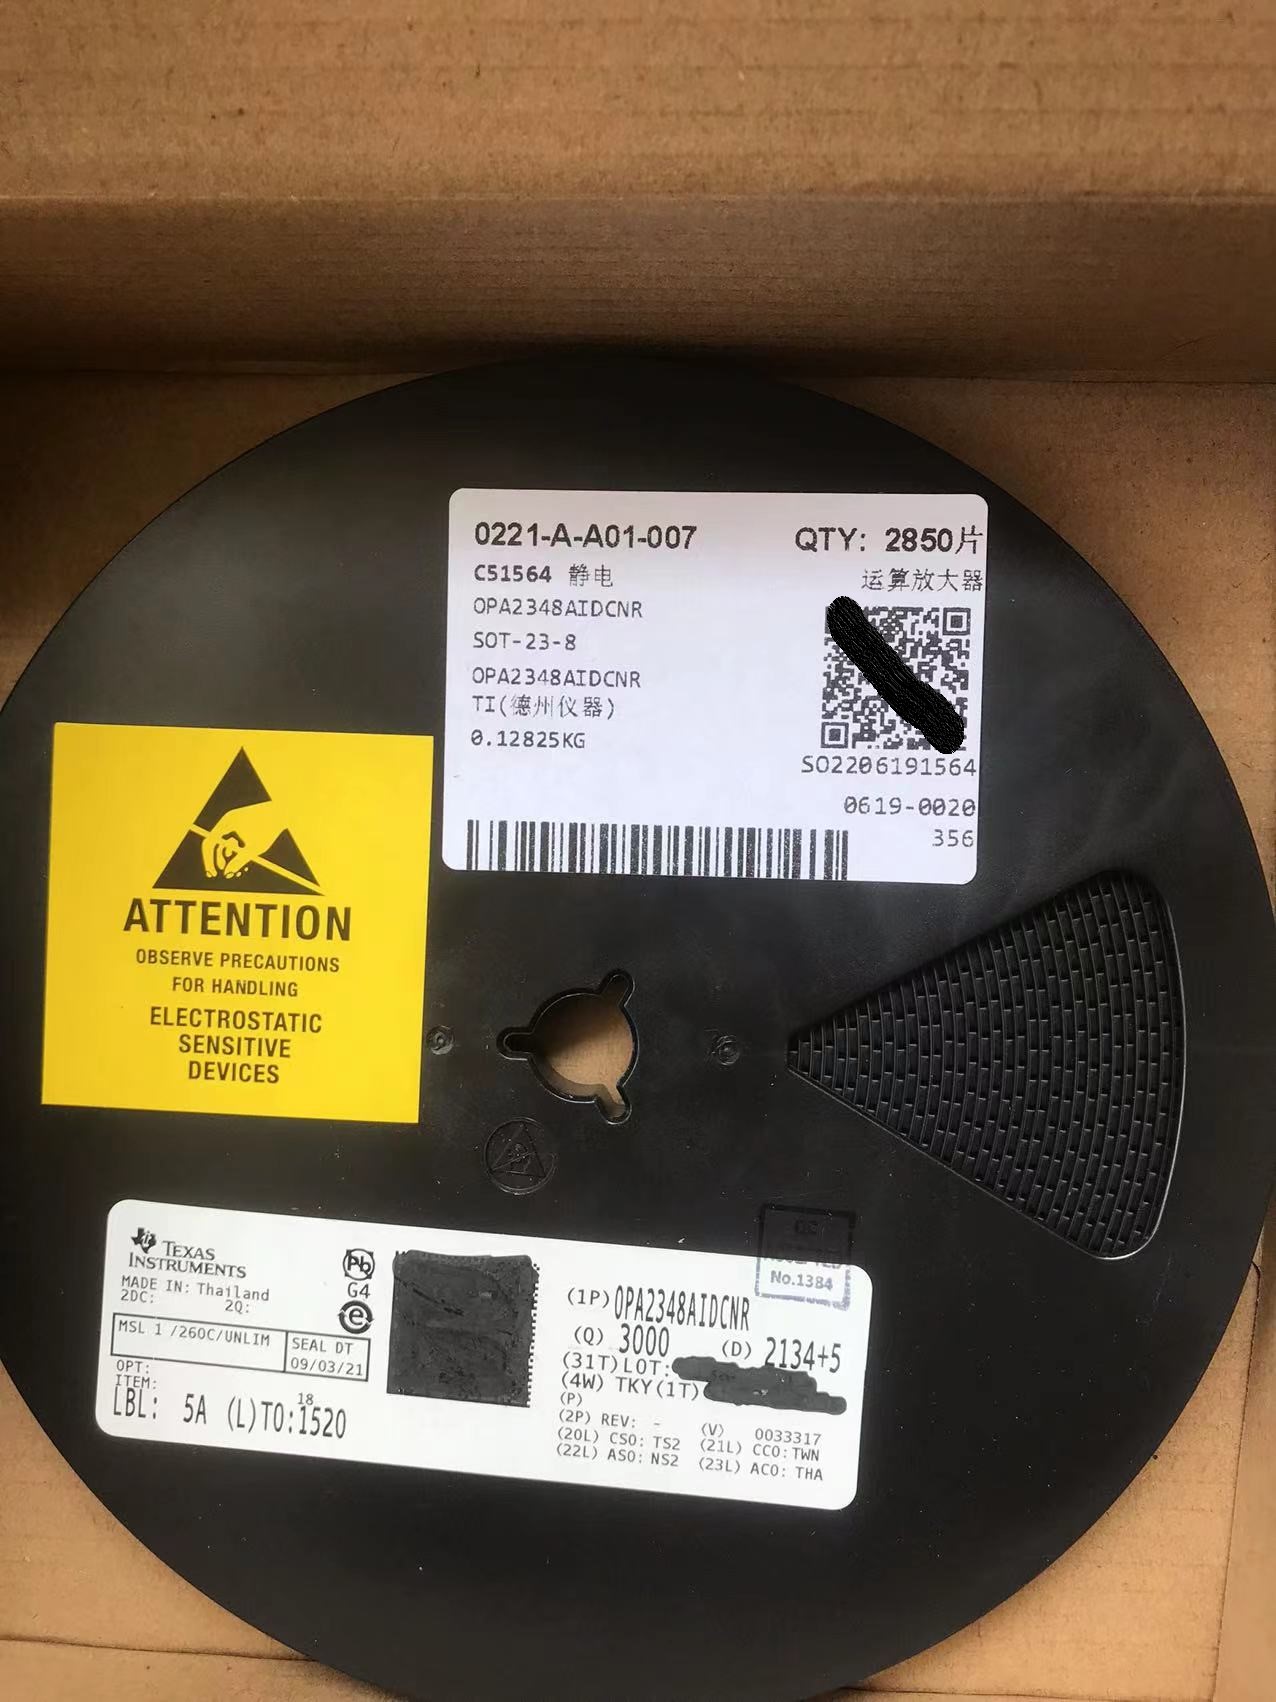 0221-A-A01-007 QTY: 2850片
C51564 静电 运算放大器
OPA2348AIDCNR
SOT-23-8
OPA2348AIDCNR
TI(德州仪器)
0.12825KG
SO2206191564
0619-0020
356
ATTENTION
OBSERVE PRECAUTIONS
FOR HANDLING
ELECTROSTATIC
SENSITIVE
DEVICES
TEXAS
INSTRUMENTS
MADE IN: Thailand
2DC: 2Q:
MSL 1 /260C/UNLIM
SEAL DT
09/03/21
OPT:
ITEM: 18
LBL: 5A (L)TO:1520
Pb
G4
e
QC
No.1384
(1P) OPA2348AIDCNR
(Q) 3000 (D) 2134+5
(31T) LOT:
(4W) TKY (1T)
(P)
(2P) REV: - (V) 0033317
(20L) CSO: TS2 (21L) CCO: TWN
(22L) ASO: NS2 (23L) ACO: THA